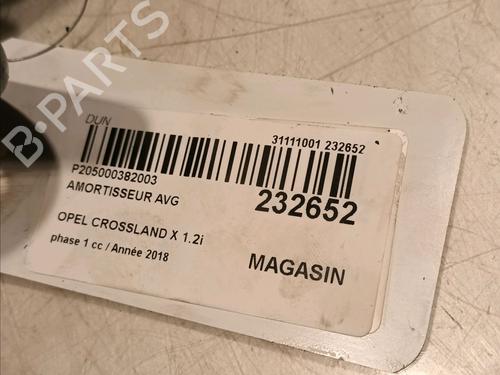 B·PARTS
DUN
31111001 232652
P205000382003
AMORTISSEUR AVG
232652
OPEL CROSSLAND X 1.2i
phase 1 cc / Année 2018
MAGASIN